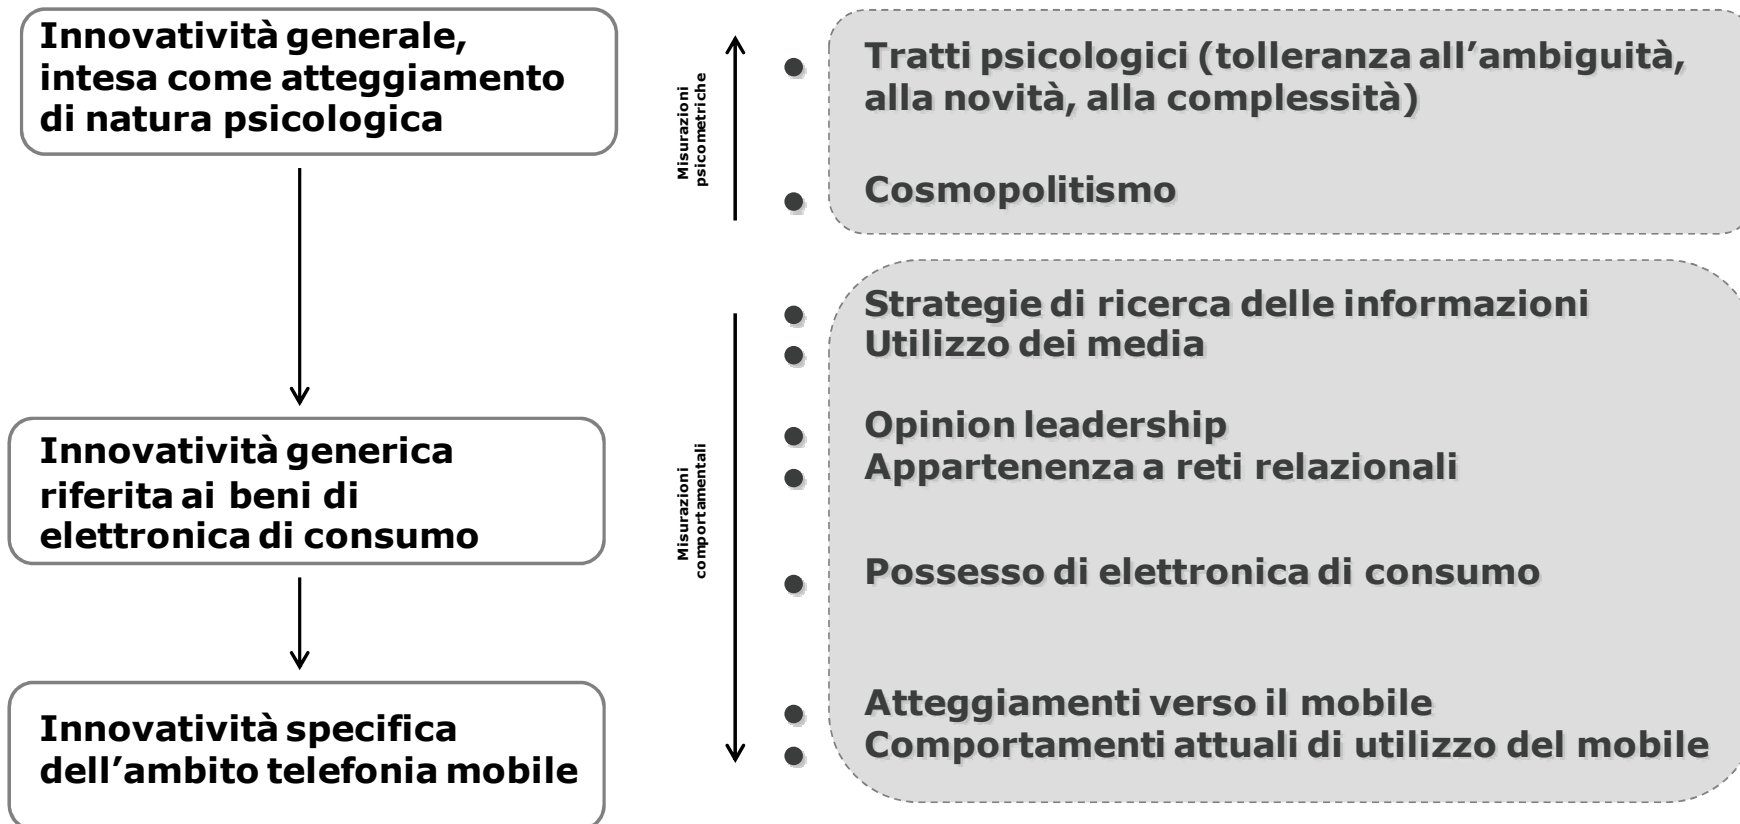 Innovatività generale,
intesa come atteggiamento
di natura psicologica
Misurazioni
psicometriche
● Tratti psicologici (tolleranza all’ambiguità,
alla novità, alla complessità)
● Cosmopolitismo
Innovatività generica
riferita ai beni di
elettronica di consumo
Innovatività specifica
dell’ambito telefonia mobile
Misurazioni
comportamentali
● Strategie di ricerca delle informazioni
● Utilizzo dei media
● Opinion leadership
● Appartenenza a reti relazionali
● Possesso di elettronica di consumo
● Atteggiamenti verso il mobile
● Comportamenti attuali di utilizzo del mobile